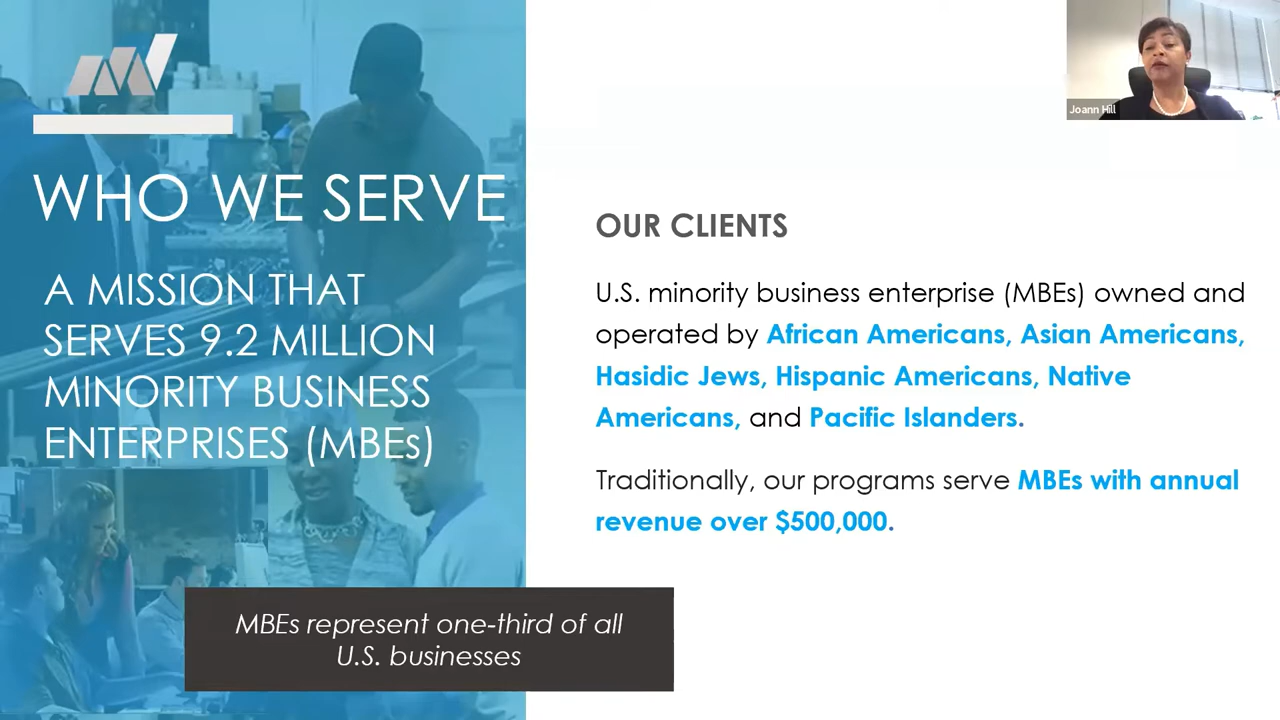 WHO WE SERVE
A MISSION THAT
SERVES 9.2 MILLION
MINORITY BUSINESS
ENTERPRISES (MBEs)
MBEs represent one-third of all
U.S. businesses
Joann Hill
OUR CLIENTS
U.S. minority business enterprise (MBEs) owned and
operated by African Americans, Asian Americans,
Hasidic Jews, Hispanic Americans, Native
Americans, and Pacific Islanders.
Traditionally, our programs serve MBEs with annual
revenue over $500,000.